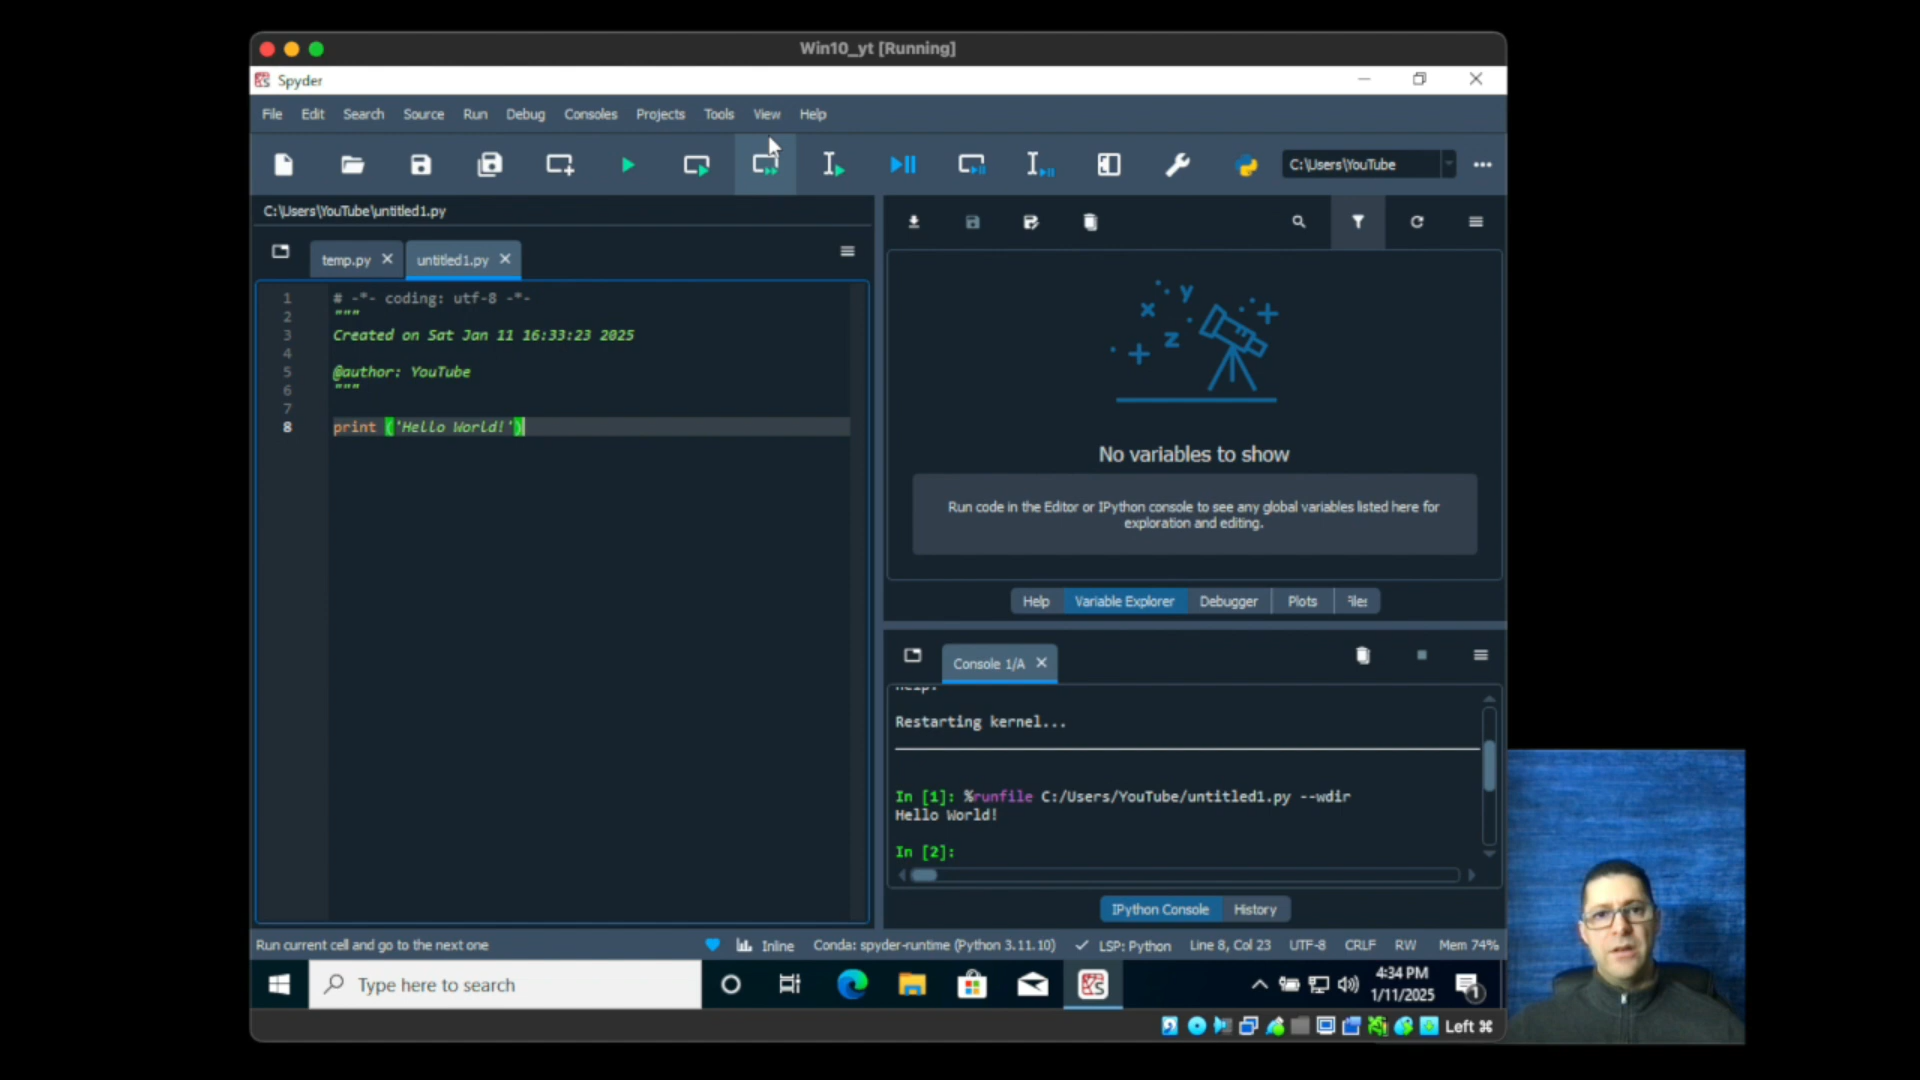 Win10_yt [Running]
Spyder
File Edit Search Source Run Debug Consoles Projects Tools View Help
C:\Users\YouTube
C:\Users\YouTube\untitled1.py
temp.py
untitled1.py
1 # -*- coding: utf-8 -*-
2 """
3 Created on Sat Jan 11 16:33:23 2025
4
5 @author: YouTube
6 """
7
8 print ('Hello World!')
x y z
No variables to show
Run code in the Editor or IPython console to see any global variables listed here for
exploration and editing.
Help Variable Explorer Debugger Plots
Console 1/A
Restarting kernel...
In [1]: %runfile C:/Users/YouTube/untitled1.py --wdir
Hello World!
In [2]:
IPython Console History
Run current cell and go to the next one
Inline Conda: spyder-runtime (Python 3.11.10) LSP: Python Line 8, Col 23 UTF-8 CRLF RW Mem 74%
Type here to search
4:34 PM
1/11/2025
1
Left ⌘